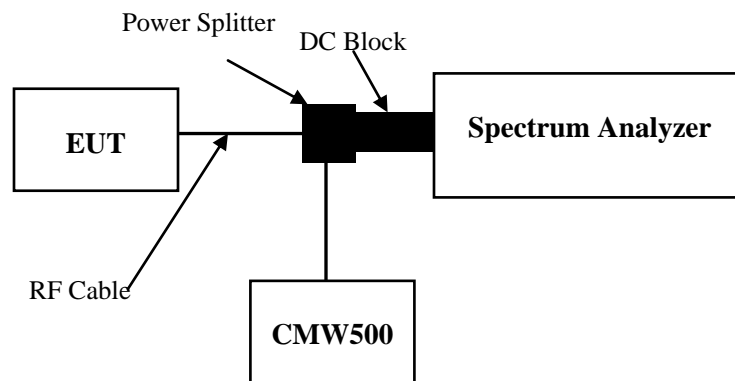 Power Splitter
DC Block
EUT
Spectrum Analyzer
RF Cable
CMW500